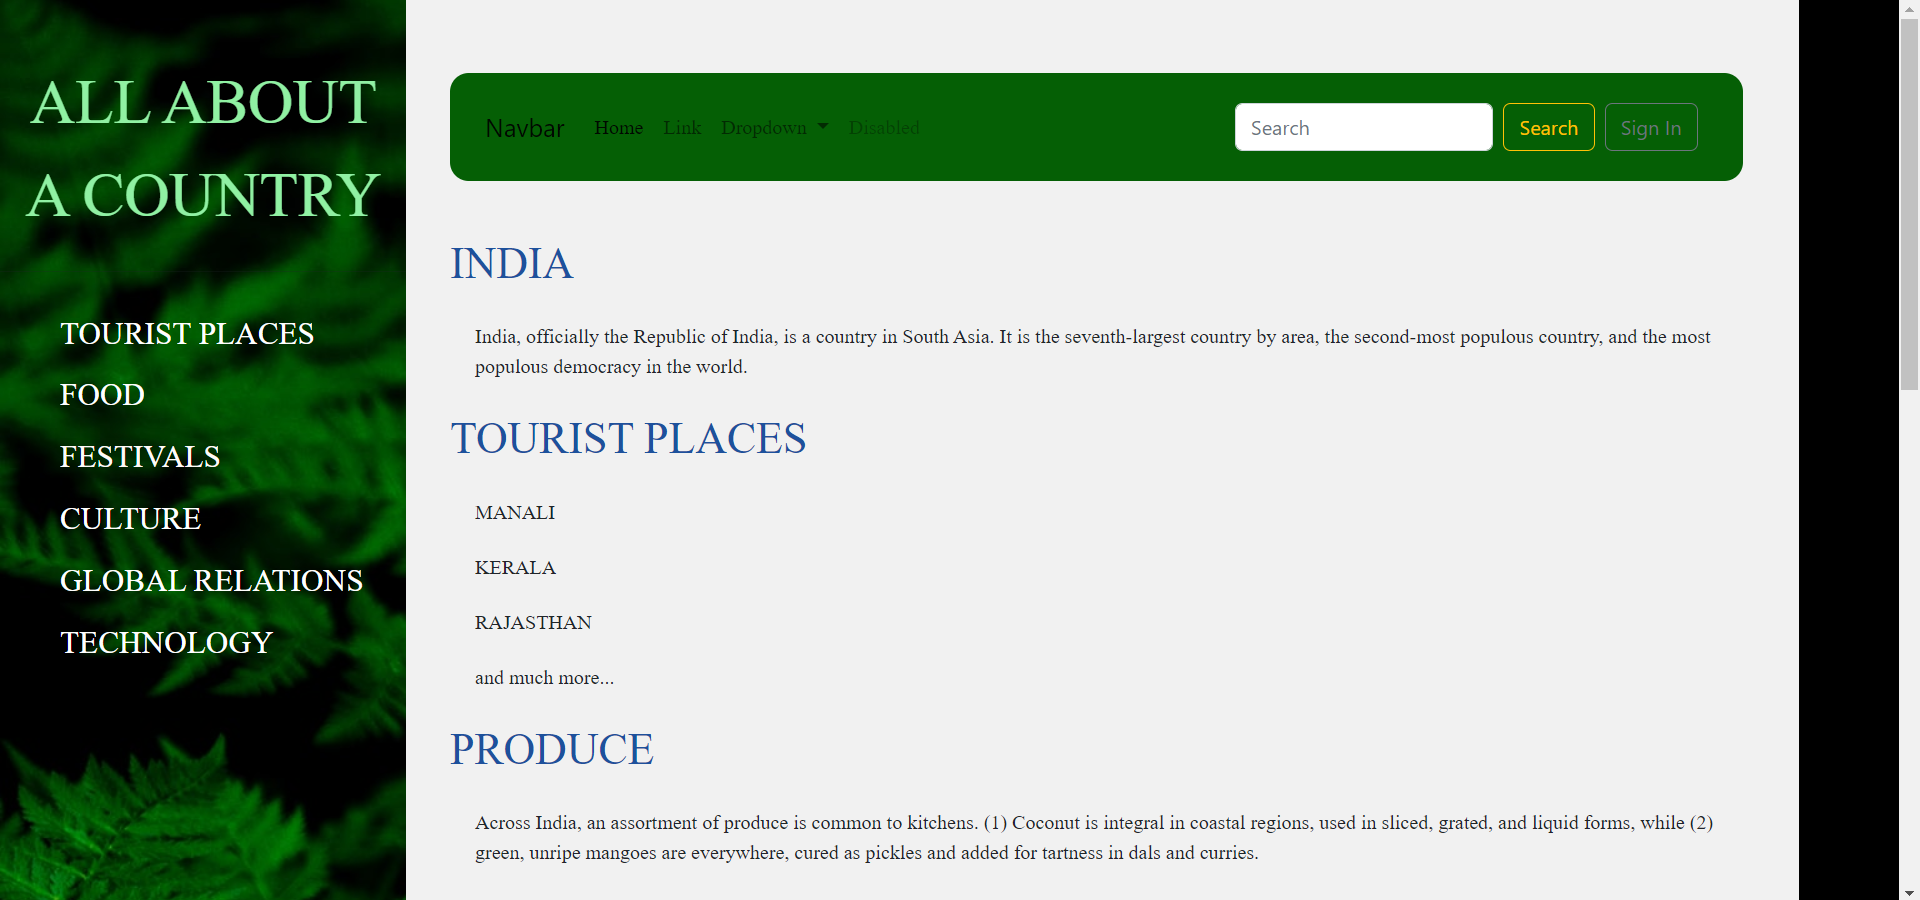 ALL ABOUT
A COUNTRY
TOURIST PLACES
FOOD
FESTIVALS
CULTURE
GLOBAL RELATIONS
TECHNOLOGY
Navbar Home Link Dropdown Disabled Search Search Sign In
INDIA
India, officially the Republic of India, is a country in South Asia. It is the seventh-largest country by area, the second-most populous country, and the most
populous democracy in the world.
TOURIST PLACES
MANALI
KERALA
RAJASTHAN
and much more...
PRODUCE
Across India, an assortment of produce is common to kitchens. (1) Coconut is integral in coastal regions, used in sliced, grated, and liquid forms, while (2)
green, unripe mangoes are everywhere, cured as pickles and added for tartness in dals and curries.